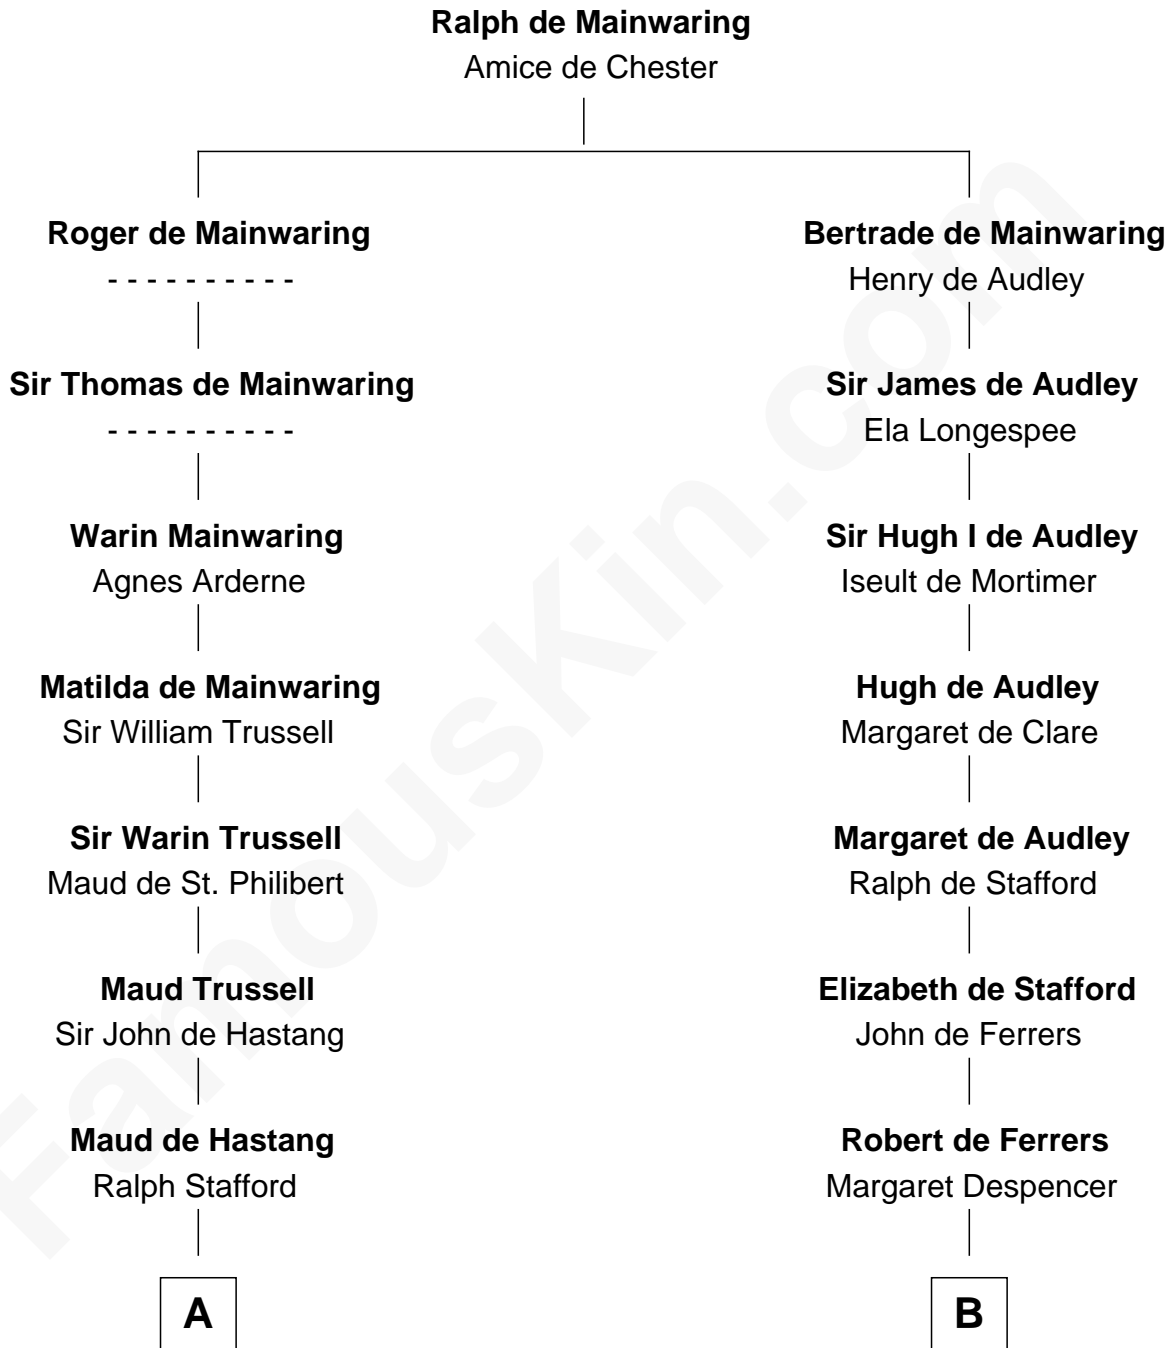 Ralph de Mainwaring
Amice de Chester
Roger de Mainwaring
- - - - - - - - - -
Sir Thomas de Mainwaring
- - - - - - - - - -
Warin Mainwaring
Agnes Arderne
Matilda de Mainwaring
Sir William Trussell
Sir Warin Trussell
Maud de St. Philibert
Maud Trussell
Sir John de Hastang
Maud de Hastang
Ralph Stafford
A
Bertrade de Mainwaring
Henry de Audley
Sir James de Audley
Ela Longespee
Sir Hugh I de Audley
Iseult de Mortimer
Hugh de Audley
Margaret de Clare
Margaret de Audley
Ralph de Stafford
Elizabeth de Stafford
John de Ferrers
Robert de Ferrers
Margaret Despencer
B
FamousKin.com